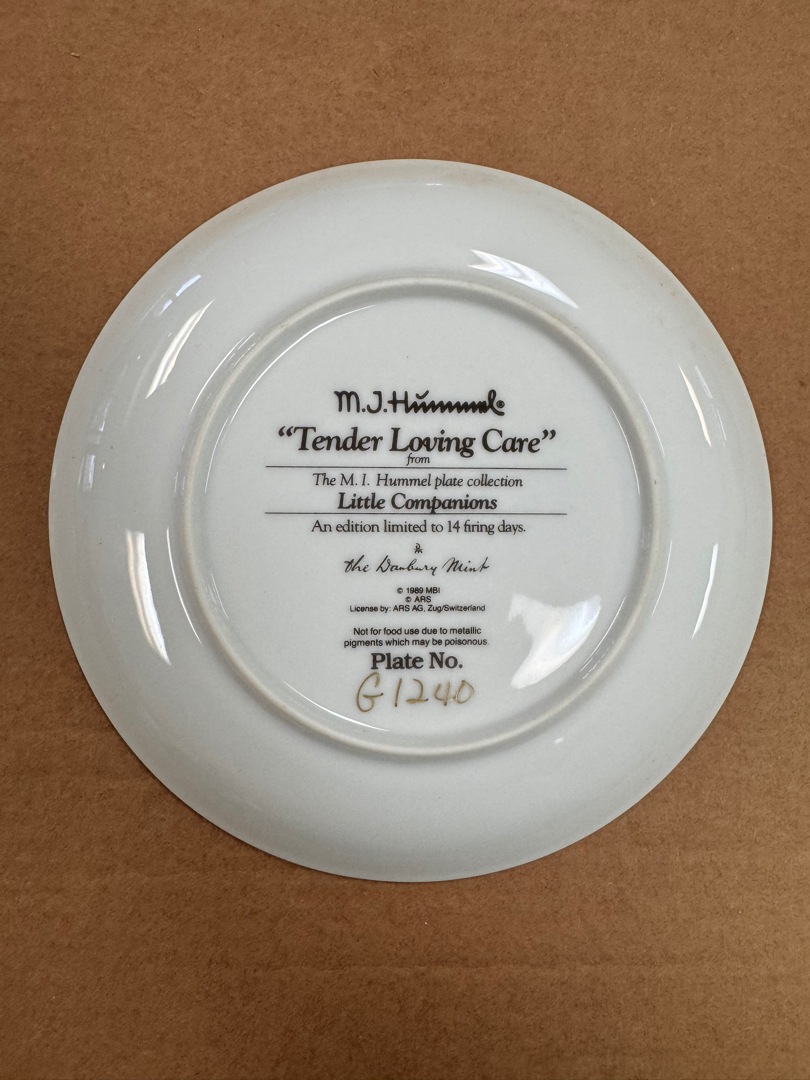 M.J.Hummel®
“Tender Loving Care”
from
The M. I. Hummel plate collection
Little Companions
An edition limited to 14 firing days.
The Danbury Mint
© 1989 MBI
© ARS
License by: ARS AG, Zug/Switzerland
Not for food use due to metallic
pigments which may be poisonous.
Plate No.
G1240